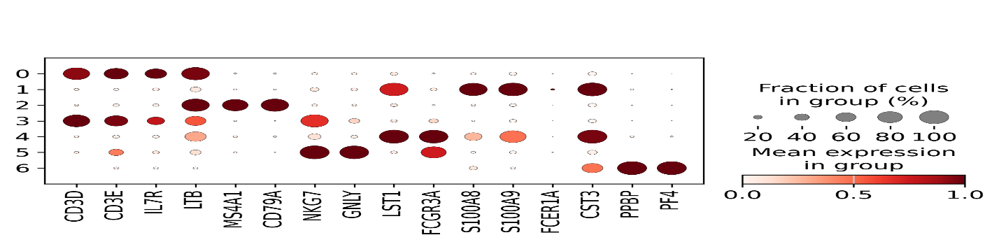 0
1
2
3
4
5
6
CD3D CD3E IL7R LTB MS4A1 CD79A NKG7 GNLY LST1 FCGR3A S100A8 S100A9 FCER1A CST3 PPBP PF4
Fraction of cells
in group (%)
20 40 60 80 100
Mean expression
in group
0.0 0.5 1.0